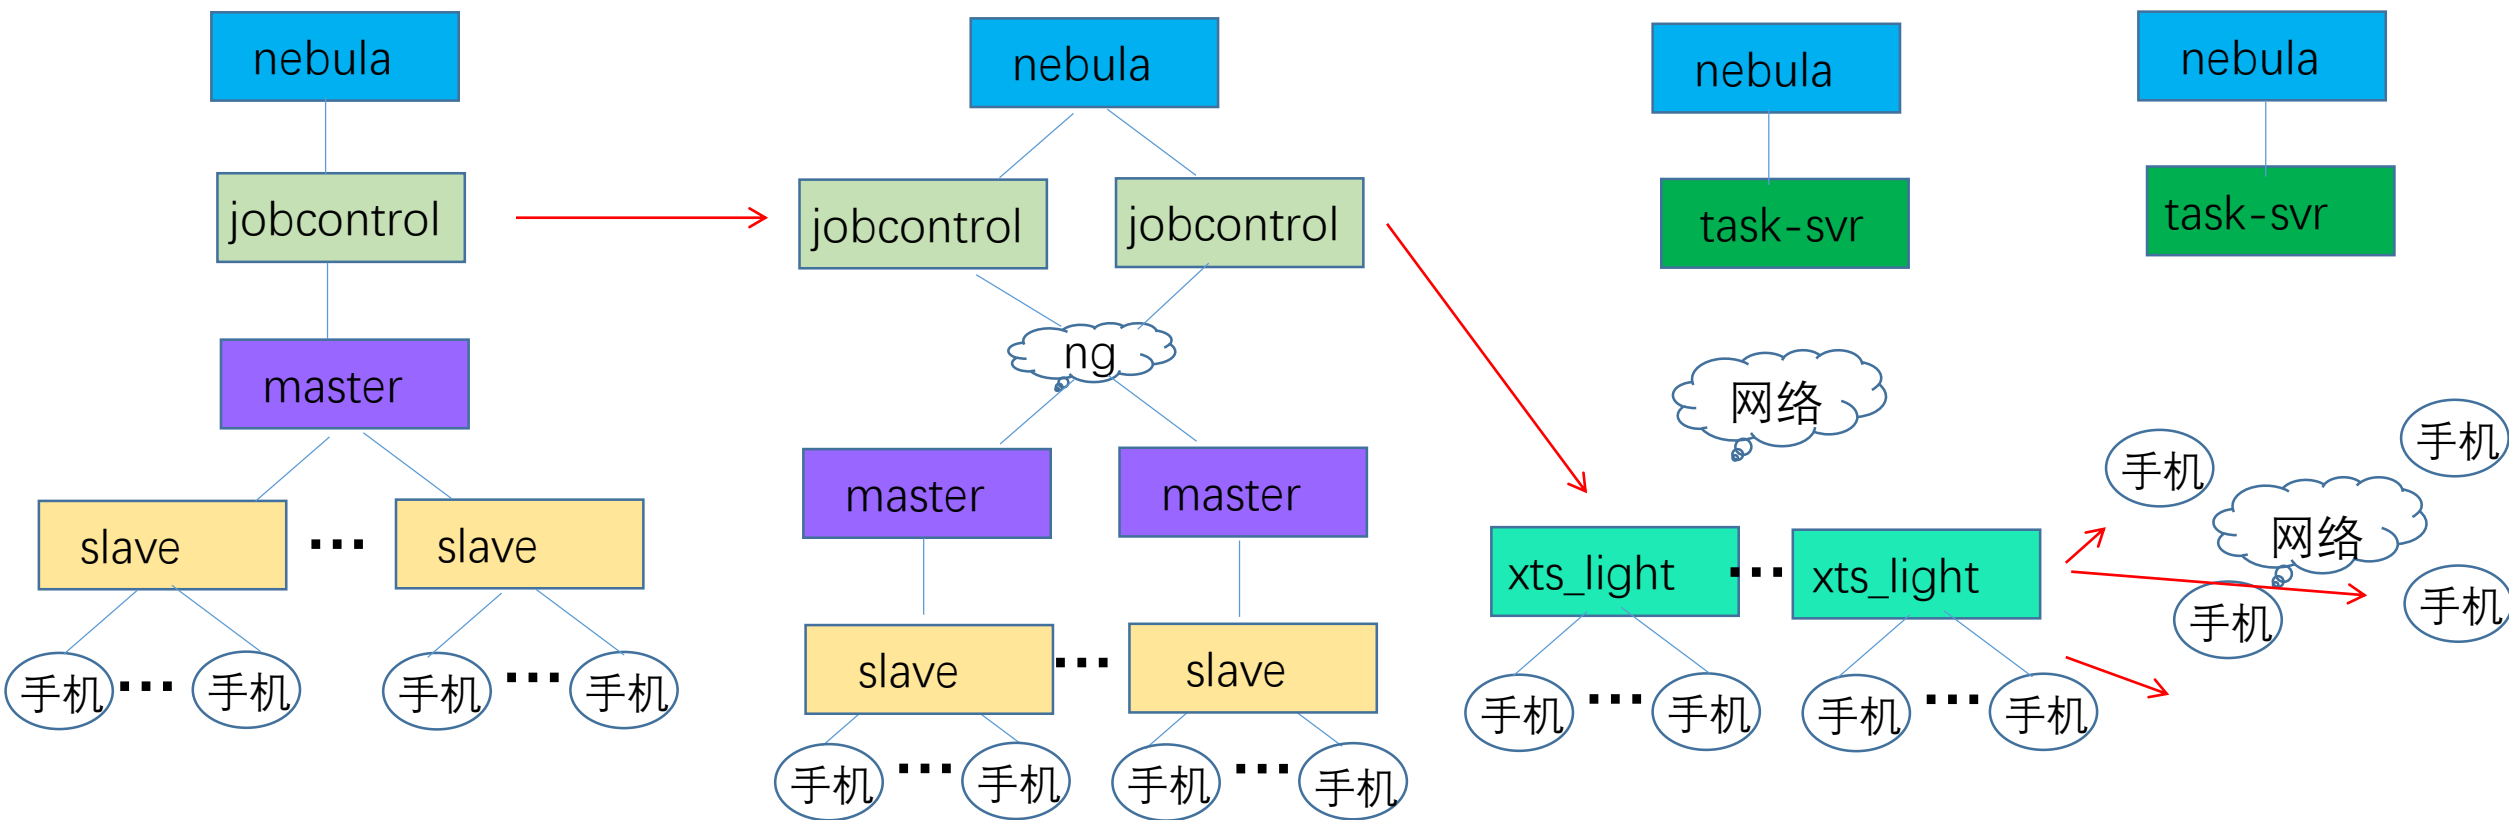 nebula
jobcontrol
master
slave
...
slave
手机
...
手机
手机
...
手机
nebula
jobcontrol
jobcontrol
ng
master
master
slave
...
slave
手机
...
手机
手机
...
手机
nebula
task-svr
网络
xts_light
...
xts_light
手机
...
手机
手机
...
手机
nebula
task-svr
手机
手机
网络
手机
手机